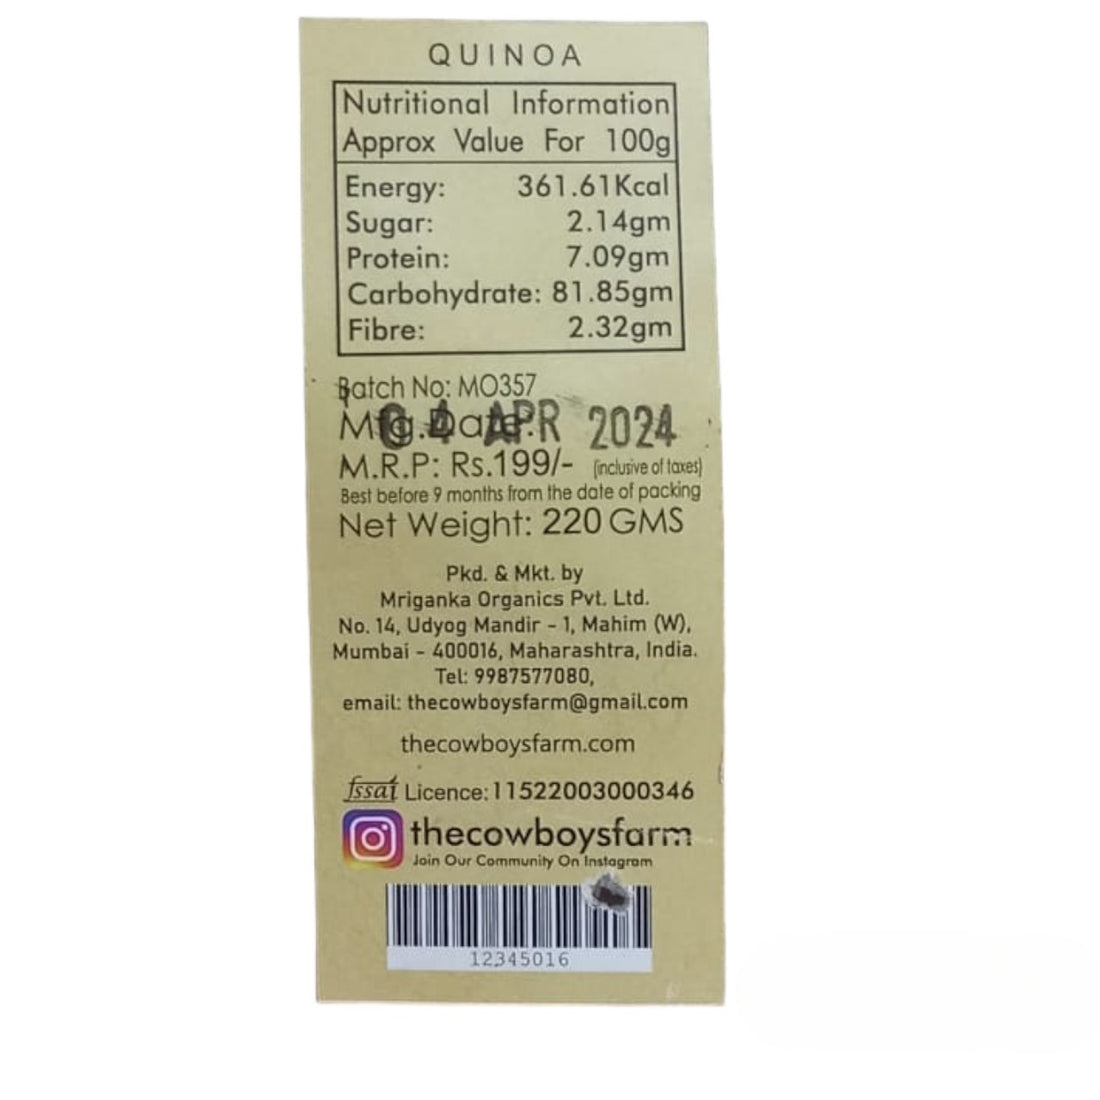 QUINOA
Nutritional Information
Approx Value For 100g
Energy: 361.61Kcal
Sugar: 2.14gm
Protein: 7.09gm
Carbohydrate: 81.85gm
Fibre: 2.32gm
Batch No: MO357
Mfg.Date: 04 APR 2024
M.R.P: Rs.199/- (inclusive of taxes)
Best before 9 months from the date of packing
Net Weight: 220 GMS
Pkd. & Mkt. by
Mriganka Organics Pvt. Ltd.
No. 14, Udyog Mandir - 1, Mahim (W),
Mumbai - 400016, Maharashtra, India.
Tel: 9987577080,
email: thecowboysfarm@gmail.com
thecowboysfarm.com
fssai Licence:11522003000346
thecowboysfarm
Join Our Community On Instagram
12345016